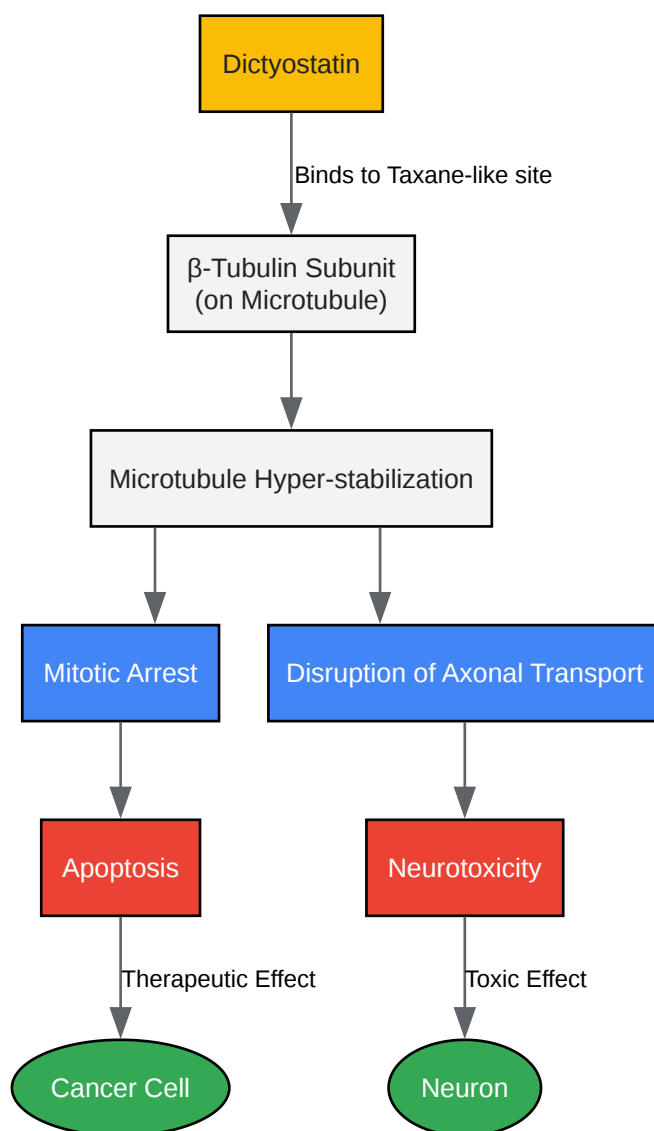 Dictyostatin
Binds to Taxane-like site
β-Tubulin Subunit
(on Microtubule)
Microtubule Hyper-stabilization
Mitotic Arrest
Disruption of Axonal Transport
Apoptosis
Neurotoxicity
Therapeutic Effect
Toxic Effect
Cancer Cell
Neuron